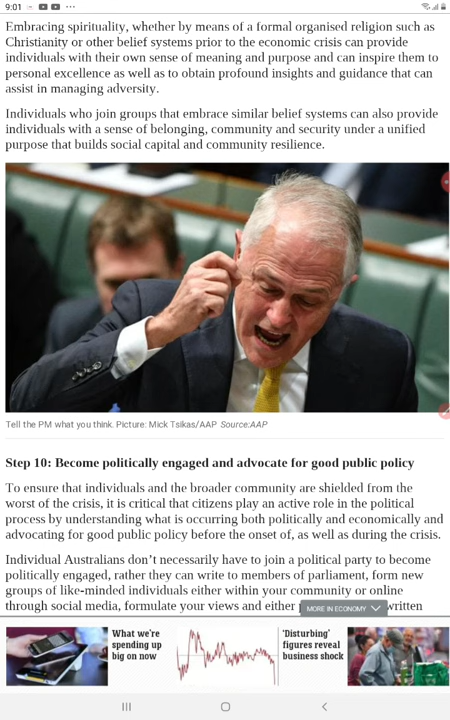 9:01
Embracing spirituality, whether by means of a formal organised religion such as
Christianity or other belief systems prior to the economic crisis can provide
individuals with their own sense of meaning and purpose and can inspire them to
personal excellence as well as to obtain profound insights and guidance that can
assist in managing adversity.
Individuals who join groups that embrace similar belief systems can also provide
individuals with a sense of belonging, community and security under a unified
purpose that builds social capital and community resilience.
Tell the PM what you think. Picture: Mick Tsikas/AAP Source:AAP
Step 10: Become politically engaged and advocate for good public policy
To ensure that individuals and the broader community are shielded from the
worst of the crisis, it is critical that citizens play an active role in the political
process by understanding what is occurring both politically and economically and
advocating for good public policy before the onset of, as well as during the crisis.
Individual Australians don’t necessarily have to join a political party to become
politically engaged, rather they can write to members of parliament, form new
groups of like-minded individuals either within your community or online
through social media, formulate your views and either
MORE IN ECONOMY
What we're
spending up
big on now
'Disturbing'
figures reveal
business shock